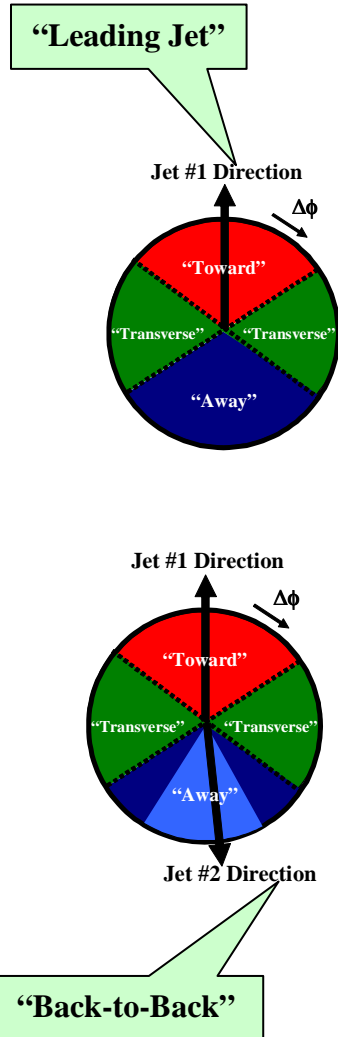 “Leading Jet”
Jet #1 Direction
Δϕ
“Toward”
“Transverse” “Transverse”
“Away”
Jet #1 Direction
Δϕ
“Toward”
“Transverse” “Transverse”
“Away”
Jet #2 Direction
“Back-to-Back”